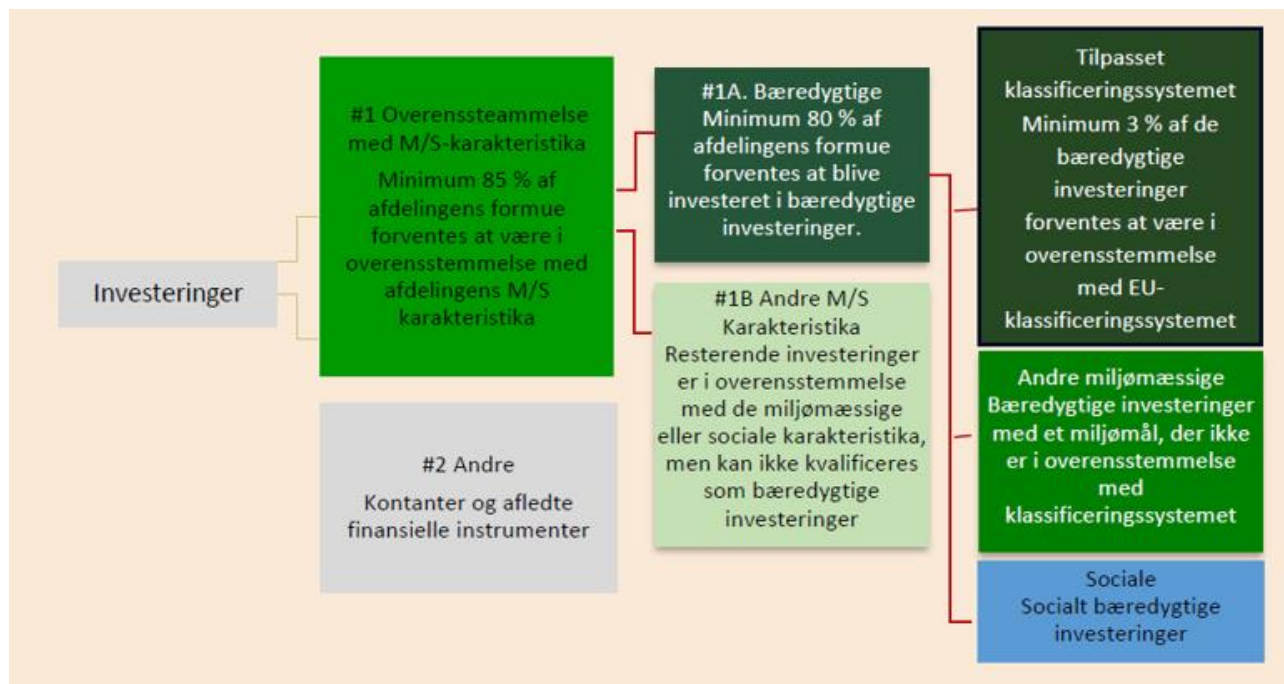 Investeringer
#1 Overenssteammelse
med M/S-karakteristika
Minimum 85 % af
afdelingens formue
forventes at være i
overensstemmelse med
afdelingens M/S
karakteristika
#2 Andre
Kontanter og afledte
finansielle instrumenter
#1A. Bæredygtige
Minimum 80 % af
afdelingens formue
forventes at blive
investeret i bæredygtige
investeringer.
#1B Andre M/S
Karakteristika
Resterende investeringer
er i overensstemmelse
med de miljømæssige
eller sociale karakteristika,
men kan ikke kvalificeres
som bæredygtige
investeringer
Tilpasset
klassificeringssystemet
Minimum 3 % af de
bæredygtige
investeringer
forventes at være i
overensstemmelse
med EU-
klassificeringssystemet
Andre miljømæssige
Bæredygtige investeringer
med et miljømål, der ikke
er i overensstemmelse
med
klassificeringssystemet
Sociale
Socialt bæredygtige
investeringer